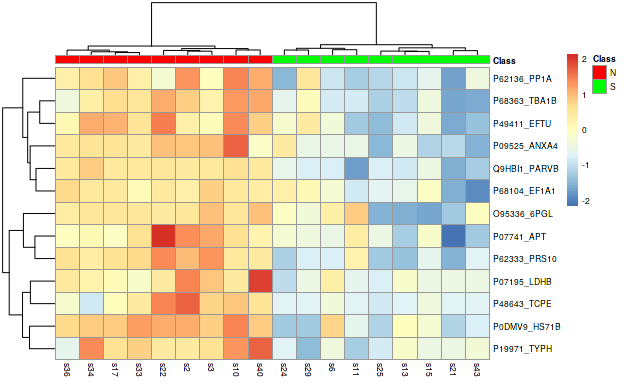 Class
P62136_PP1A
P68363_TBA1B
P49411_EFTU
P09525_ANXA4
Q9HBI1_PARVB
P68104_EF1A1
O95336_6PGL
P07741_APT
P62333_PRS10
P07195_LDHB
P48643_TCPE
P0DMV9_HS71B
P19971_TYPH
s36 s34 s17 s33 s22 s2 s3 s10 s40 s24 s29 s6 s11 s25 s13 s15 s21 s43
2
1
0
-1
-2
Class
N
S